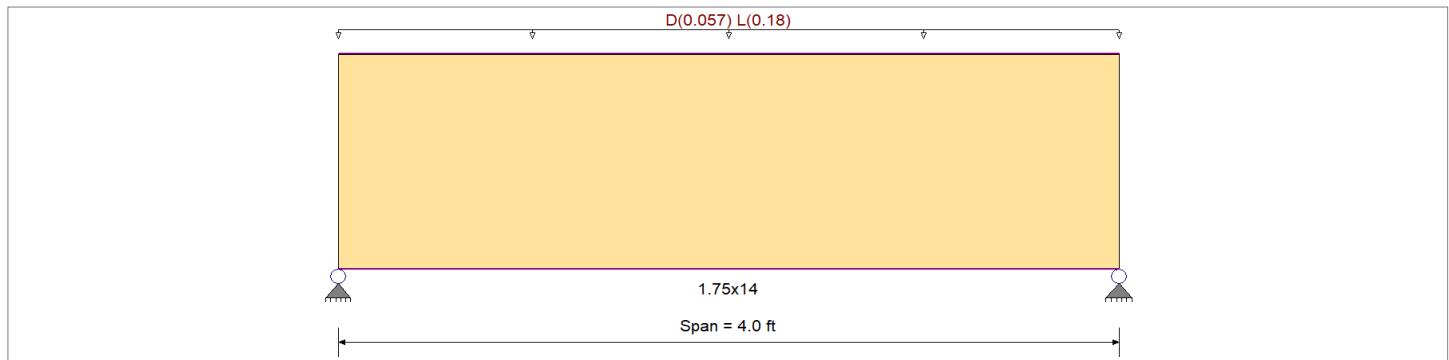 D(0.057) L(0.18)
1.75x14
Span = 4.0 ft